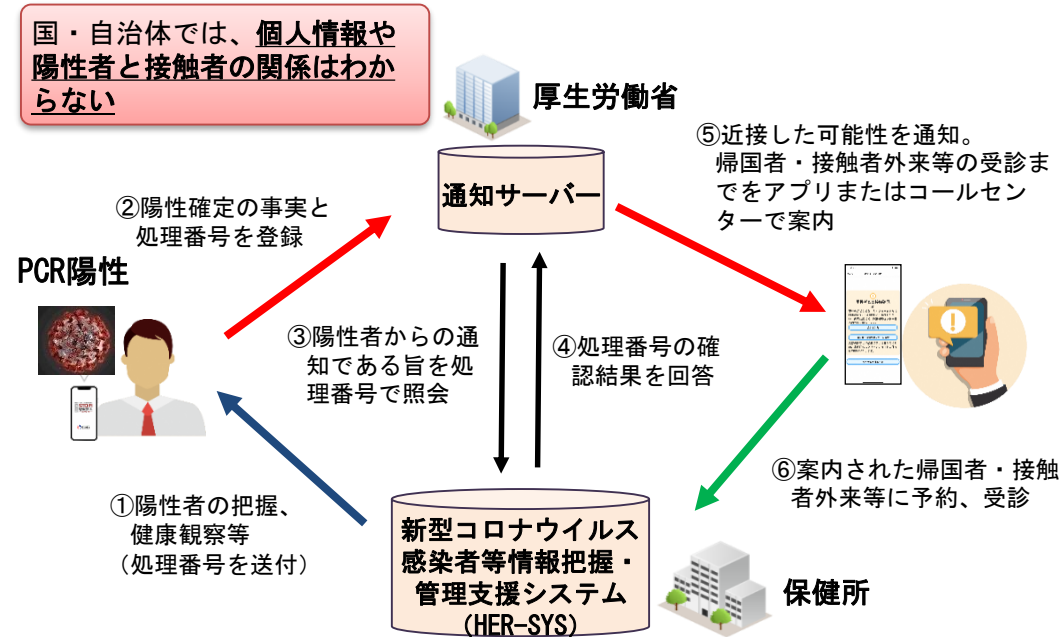 国・自治体では、個人情報や
陽性者と接触者の関係はわか
らない
厚生労働省
通知サーバー
⑤近接した可能性を通知。
帰国者・接触者外来等の受診ま
でをアプリまたはコールセン
ターで案内
②陽性確定の事実と
処理番号を登録
PCR陽性
③陽性者からの通
知である旨を処
理番号で照会
④処理番号の確
認結果を回答
①陽性者の把握、
健康観察等
（処理番号を送付）
新型コロナウイルス
感染者等情報把握・
管理支援システム
(HER-SYS)
⑥案内された帰国者・接触
者外来等に予約、受診
保健所